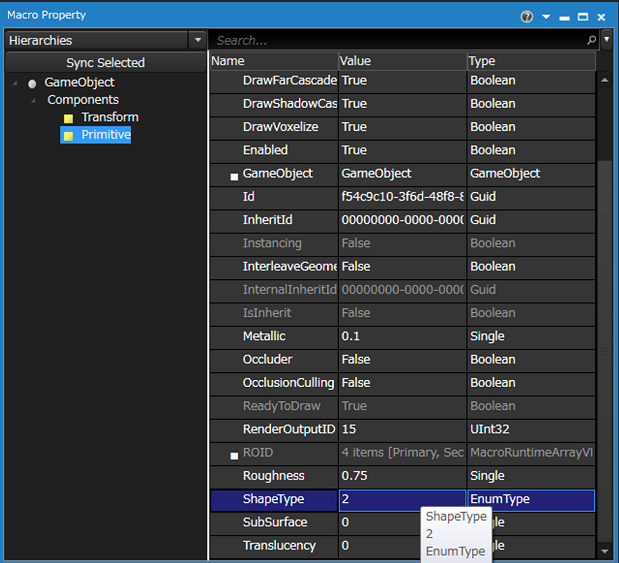 Macro Property
Hierarchies
Search...
Sync Selected
GameObject
Components
Transform
Primitive
Name Value Type
DrawFarCascade True Boolean
DrawShadowCas True Boolean
DrawVoxelize True Boolean
Enabled True Boolean
GameObject GameObject GameObject
Id f54c9c10-3f6d-48f8-8 Guid
InheritId 00000000-0000-0000 Guid
Instancing False Boolean
InterleaveGeome False Boolean
InternalInheritId 00000000-0000-0000 Guid
IsInherit False Boolean
Metallic 0.1 Single
Occluder False Boolean
OcclusionCulling False Boolean
ReadyToDraw True Boolean
RenderOutputID 15 UInt32
ROID 4 items [Primary, Sec MacroRuntimeArrayVI
Roughness 0.75 Single
ShapeType 2 EnumType
SubSurface 0 gle
Translucency 0 gle
ShapeType
2
EnumType